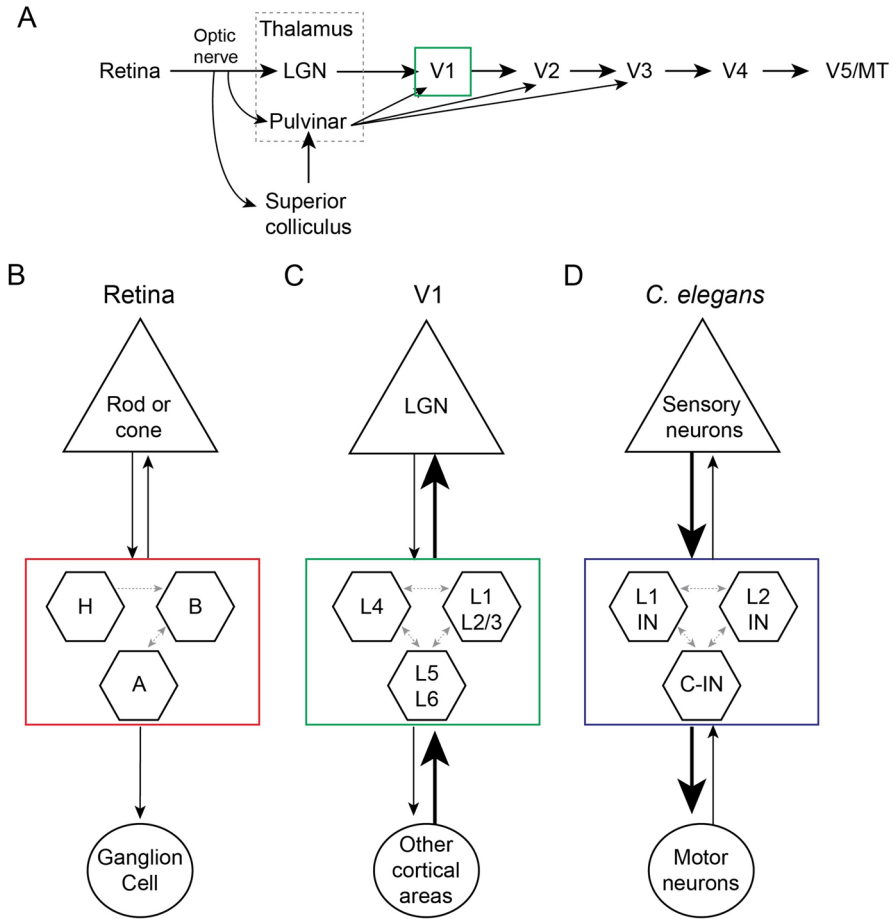 A
Optic
nerve
Thalamus
Retina
LGN
V1
V2
V3
V4
V5/MT
Pulvinar
Superior
colliculus
B
Retina
Rod or
cone
H
B
A
Ganglion
Cell
C
V1
LGN
L4
L1
L2/3
L5
L6
Other
cortical
areas
D
C. elegans
Sensory
neurons
L1
IN
L2
IN
C-IN
Motor
neurons